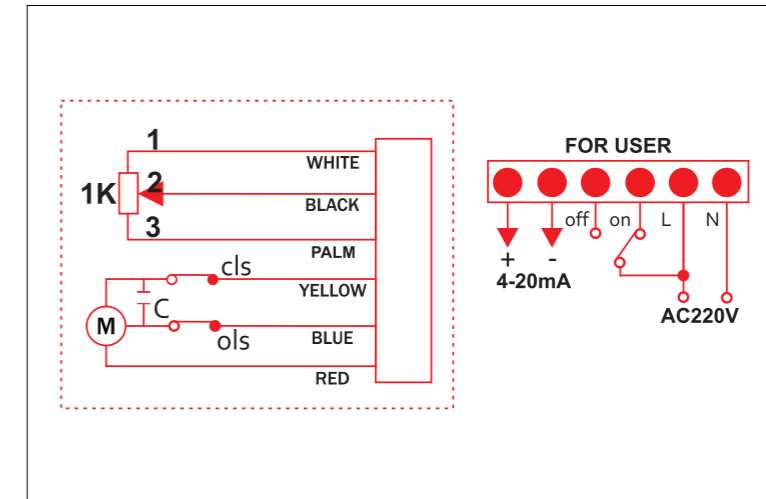 1
WHITE
1K
2
BLACK
3
PALM
cls
YELLOW
C
M
ols
BLUE
RED
FOR USER
off on L N
+ -
4-20mA
AC220V